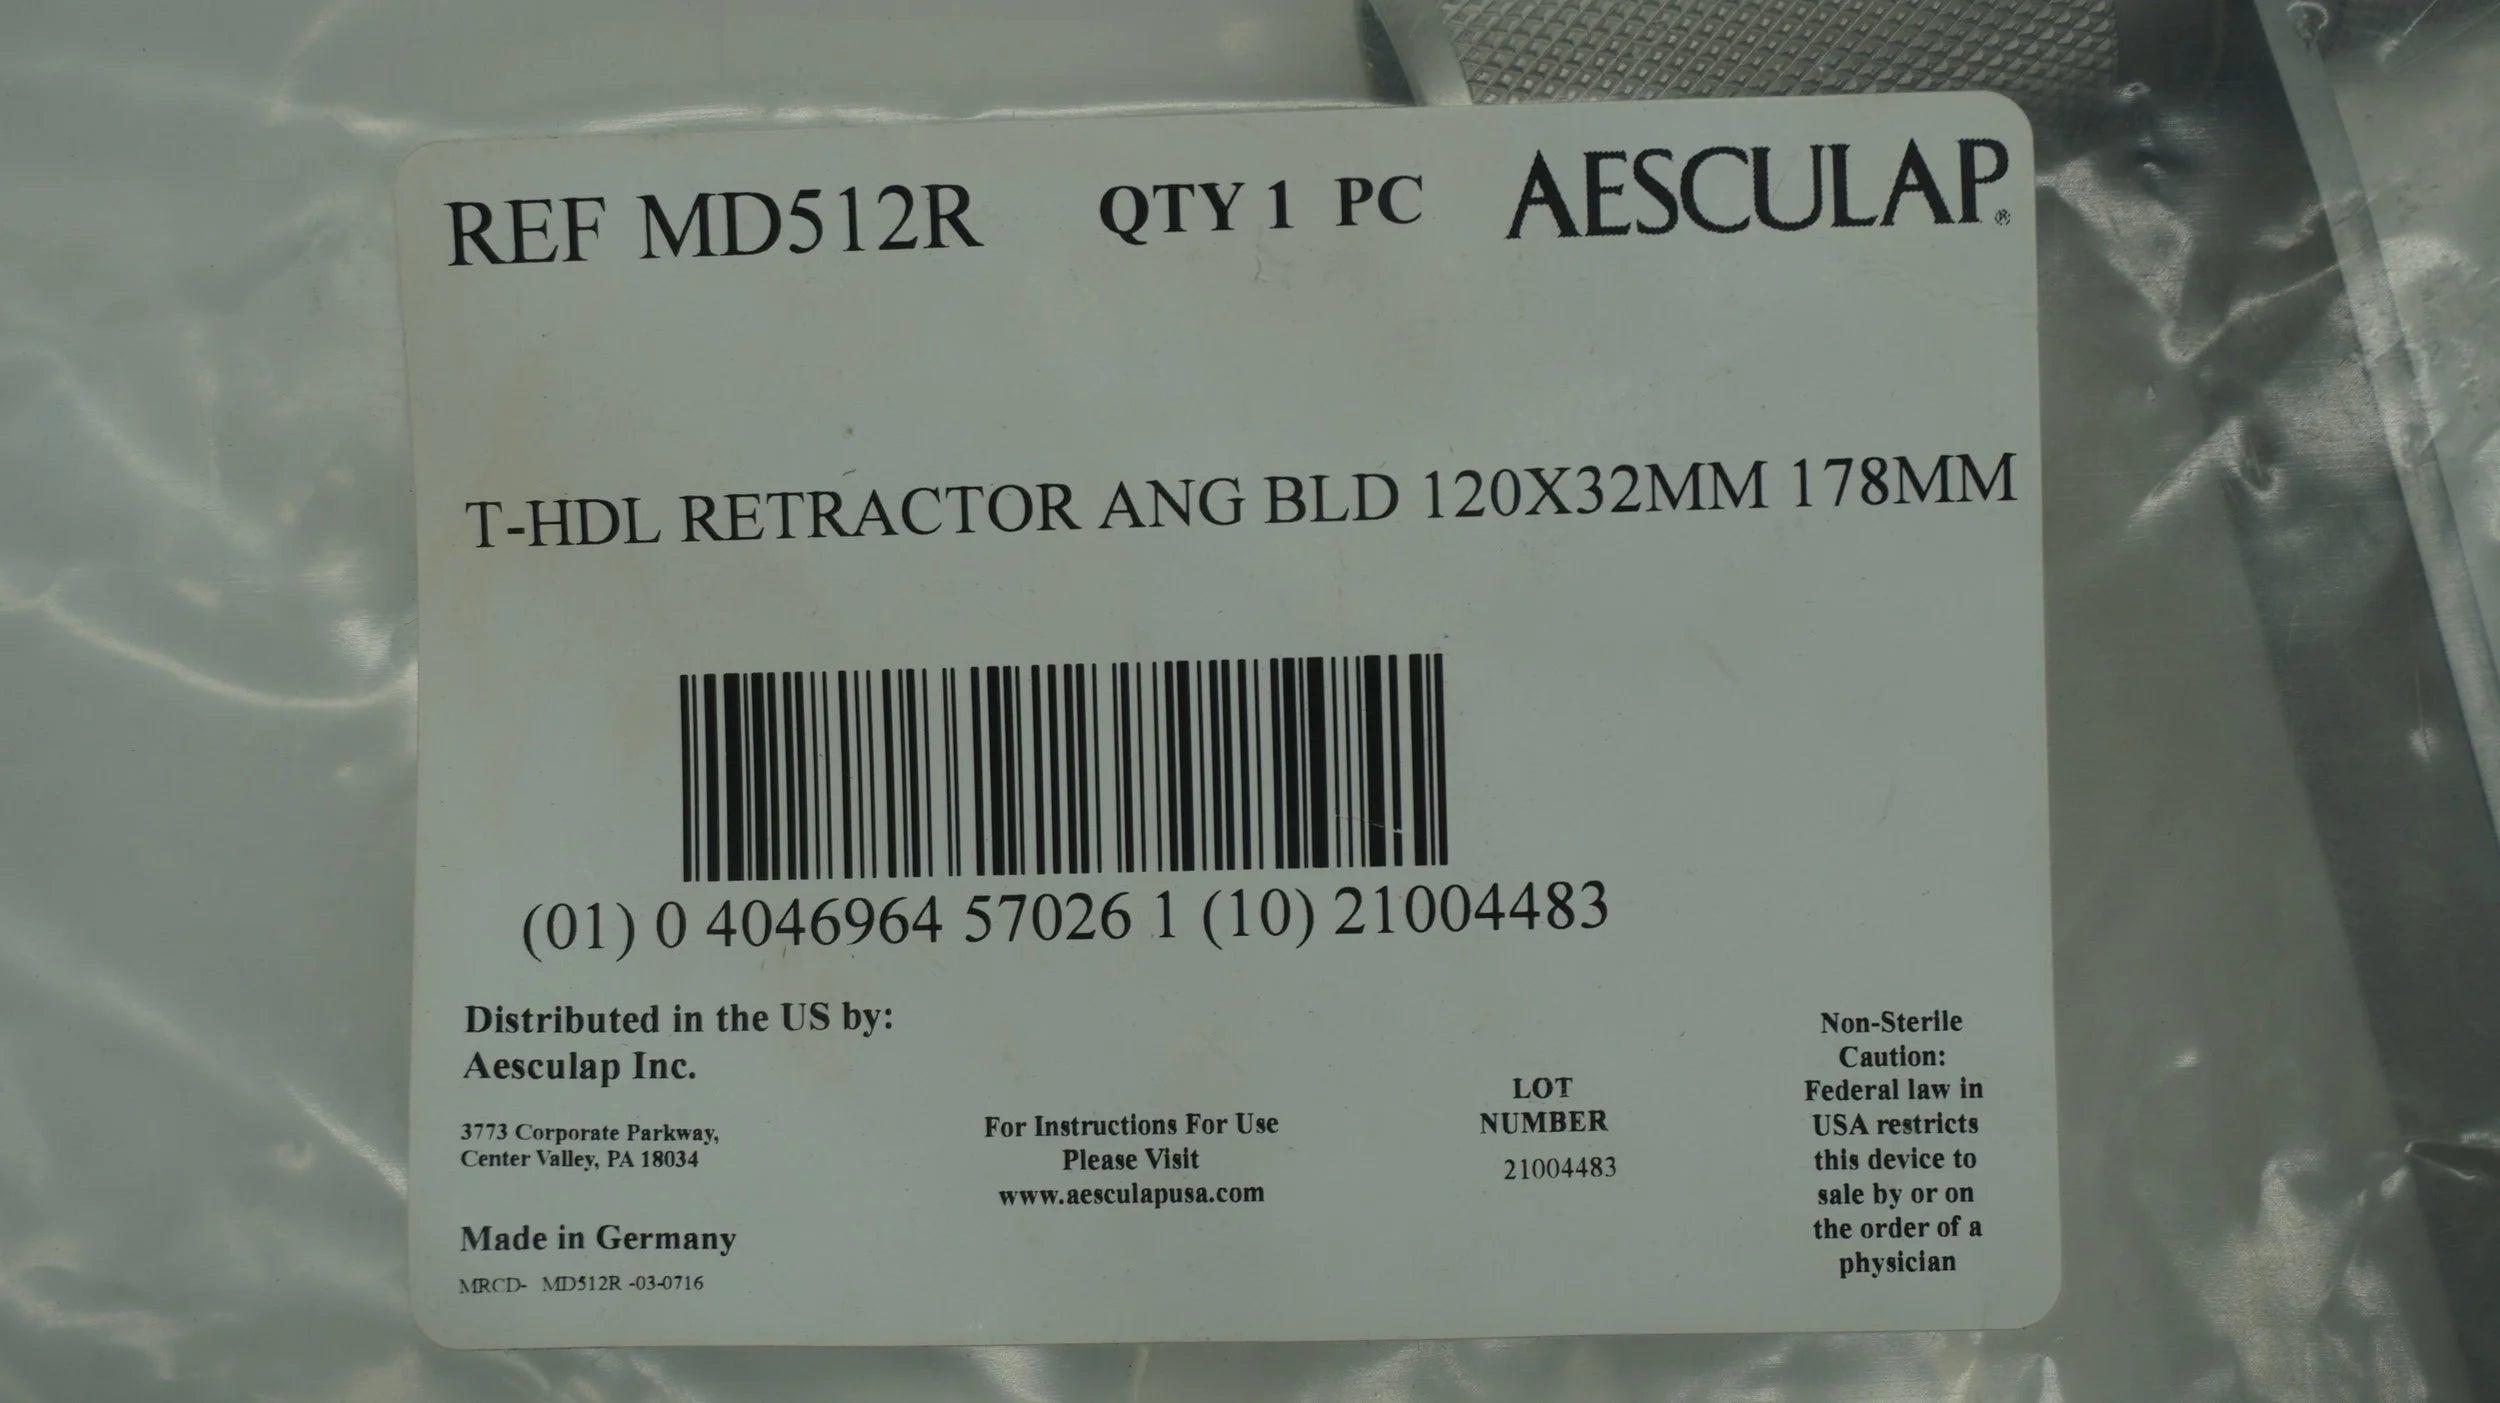 REF MD512R QTY 1 PC AESCULAP®
T-HDL RETRACTOR ANG BLD 120X32MM 178MM
(01) 0 4046964 57026 1 (10) 21004483
Distributed in the US by:
Aesculap Inc.
3773 Corporate Parkway,
Center Valley, PA 18034
Made in Germany
MRCD- MD512R -03-0716
For Instructions For Use
Please Visit
www.aesculapusa.com
LOT
NUMBER
21004483
Non-Sterile
Caution:
Federal law in
USA restricts
this device to
sale by or on
the order of a
physician